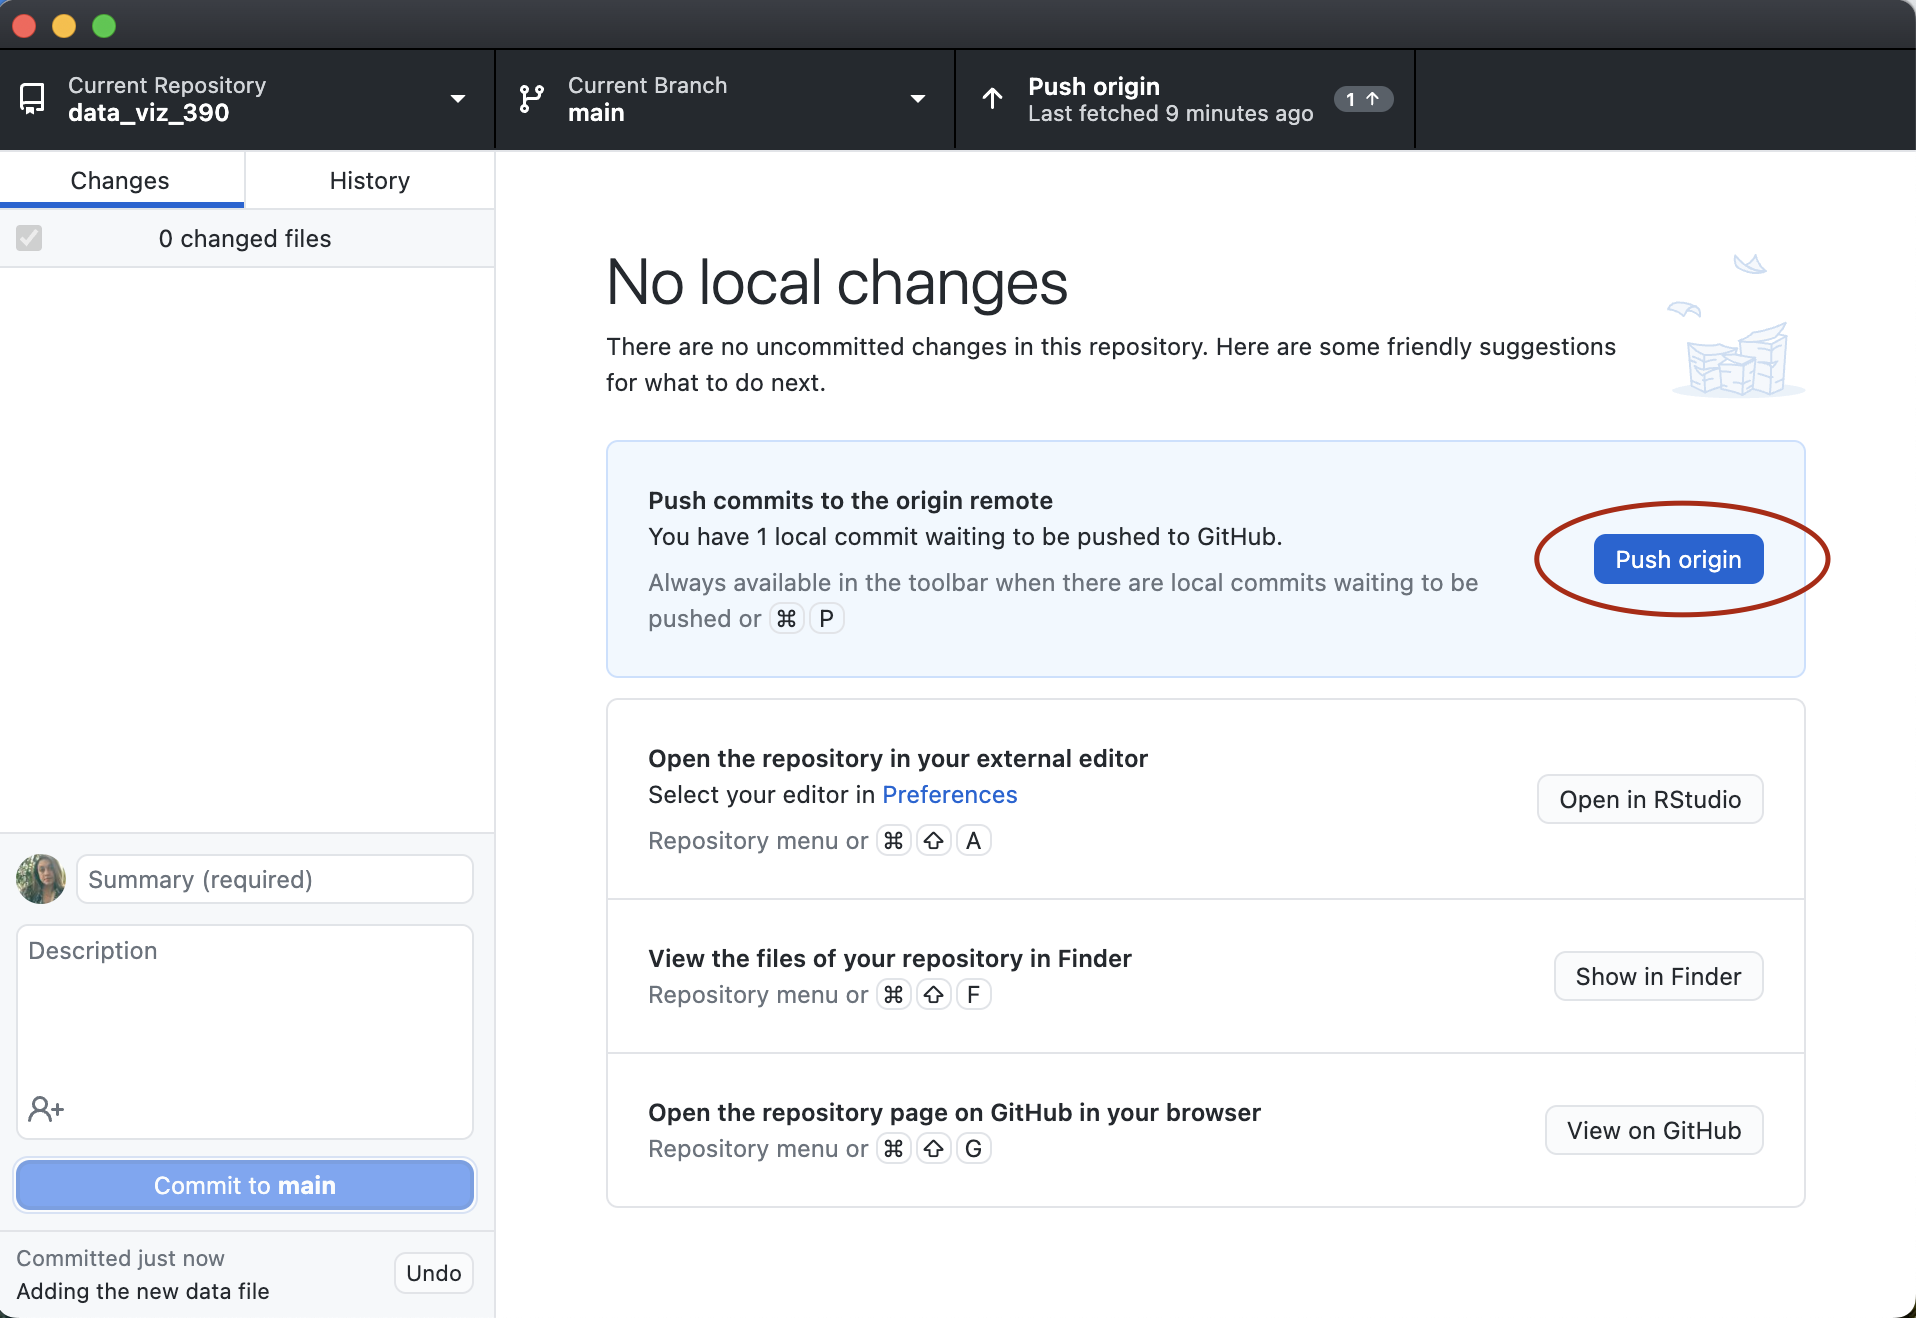 Current Repository
data_viz_390
Current Branch
main
Push origin
Last fetched 9 minutes ago
1 ↑
Changes
History
0 changed files
No local changes
There are no uncommitted changes in this repository. Here are some friendly suggestions
for what to do next.
Push commits to the origin remote
You have 1 local commit waiting to be pushed to GitHub.
Always available in the toolbar when there are local commits waiting to be
pushed or ⌘ P
Push origin
Open the repository in your external editor
Select your editor in Preferences
Repository menu or ⌘ ⇧ A
Open in RStudio
View the files of your repository in Finder
Repository menu or ⌘ ⇧ F
Show in Finder
Open the repository page on GitHub in your browser
Repository menu or ⌘ ⇧ G
View on GitHub
Summary (required)
Description
Commit to main
Committed just now
Adding the new data file
Undo